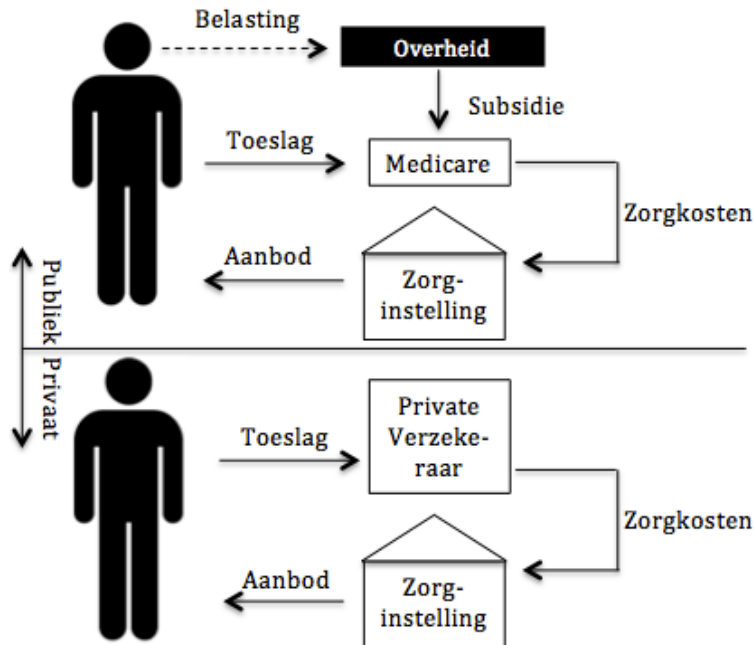 Belasting
Overheid
Subsidie
Toeslag
Medicare
Zorgkosten
Aanbod
Zorg-
instelling
Publiek
Privaat
Private
Verzeke-
raar
Toeslag
Zorgkosten
Aanbod
Zorg-
instelling